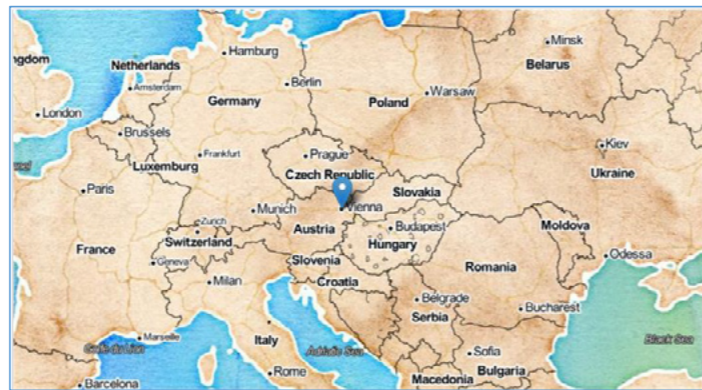 Hamburg
Minsk
Netherlands
ngdom
Belarus
Amsterdam
Berlin
Germany
Poland
Warsaw
London
Brussels
Kiev
Frankfurt
Prague
Luxemburg
Czech Republic
Ukraine
Paris
Slovakia
Munich
Vienna
Zurich
Austria
Budapest
Moldova
Switzerland
Hungary
France
Slovenia
Odessa
Geneva
Romania
Milan
Croatia
Belgrade
Bucharest
Serbia
Marseille
Italy
Black Sea
Adriatic Sea
Sofia
Rome
Bulgaria
Macedonia
Barcelona